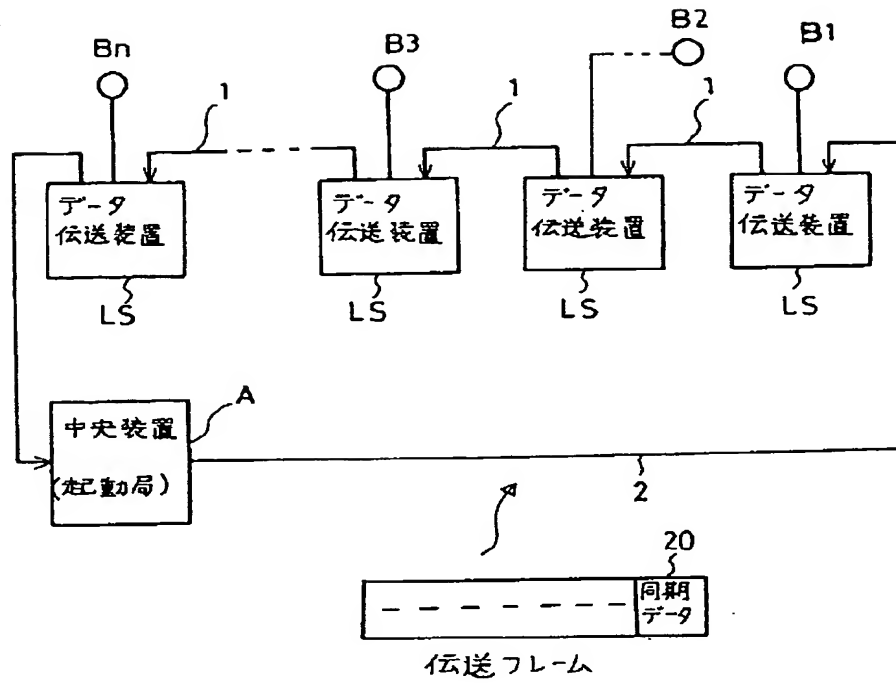 Bn
B3
B2
B1
1
1
1
データ
伝送装置
データ
伝送装置
データ
伝送装置
データ
伝送装置
LS
LS
LS
LS
A
中央装置
(起動局)
2
20
同期
データ
伝送フレーム